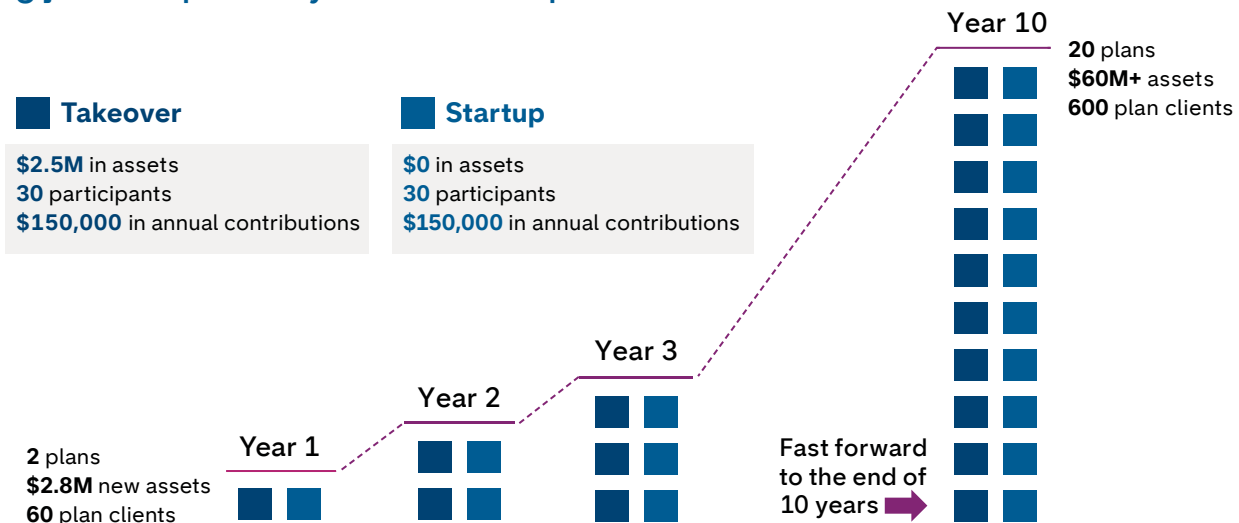 Year 10
20 plans
$60M+ assets
600 plan clients
Takeover
$2.5M in assets
30 participants
$150,000 in annual contributions
Startup
$0 in assets
30 participants
$150,000 in annual contributions
Year 3
Year 2
Year 1
2 plans
$2.8M new assets
60 plan clients
Fast forward
to the end of
10 years